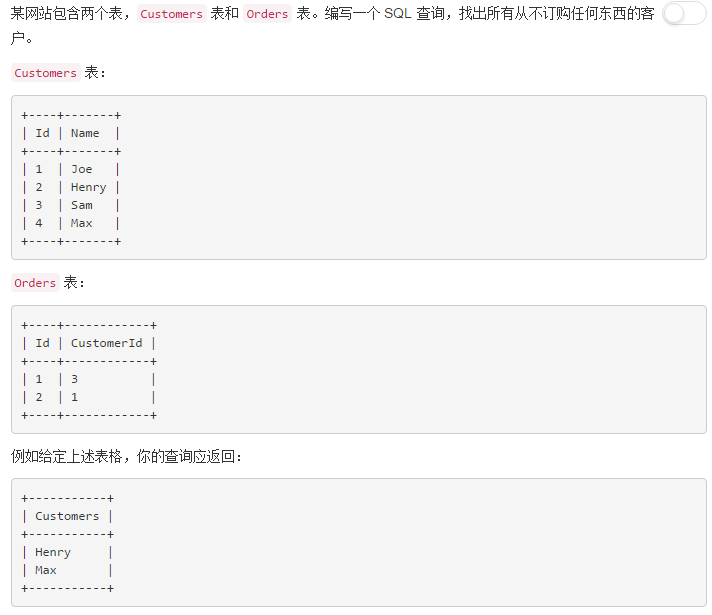 某网站包含两个表，Customers 表和 Orders 表。编写一个 SQL 查询，找出所有从不订购任何东西的客
户。
Customers 表：
+----+-------+
| Id | Name  |
+----+-------+
| 1  | Joe   |
| 2  | Henry |
| 3  | Sam   |
| 4  | Max   |
+----+-------+
Orders 表：
+----+------------+
| Id | CustomerId |
+----+------------+
| 1  | 3          |
| 2  | 1          |
+----+------------+
例如给定上述表格，你的查询应返回：
+-----------+
| Customers |
+-----------+
| Henry     |
| Max       |
+-----------+